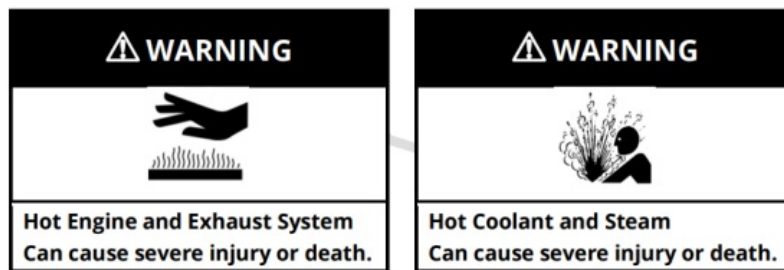 ⚠ WARNING
Hot Engine and Exhaust System
Can cause severe injury or death.
⚠ WARNING
Hot Coolant and Steam
Can cause severe injury or death.